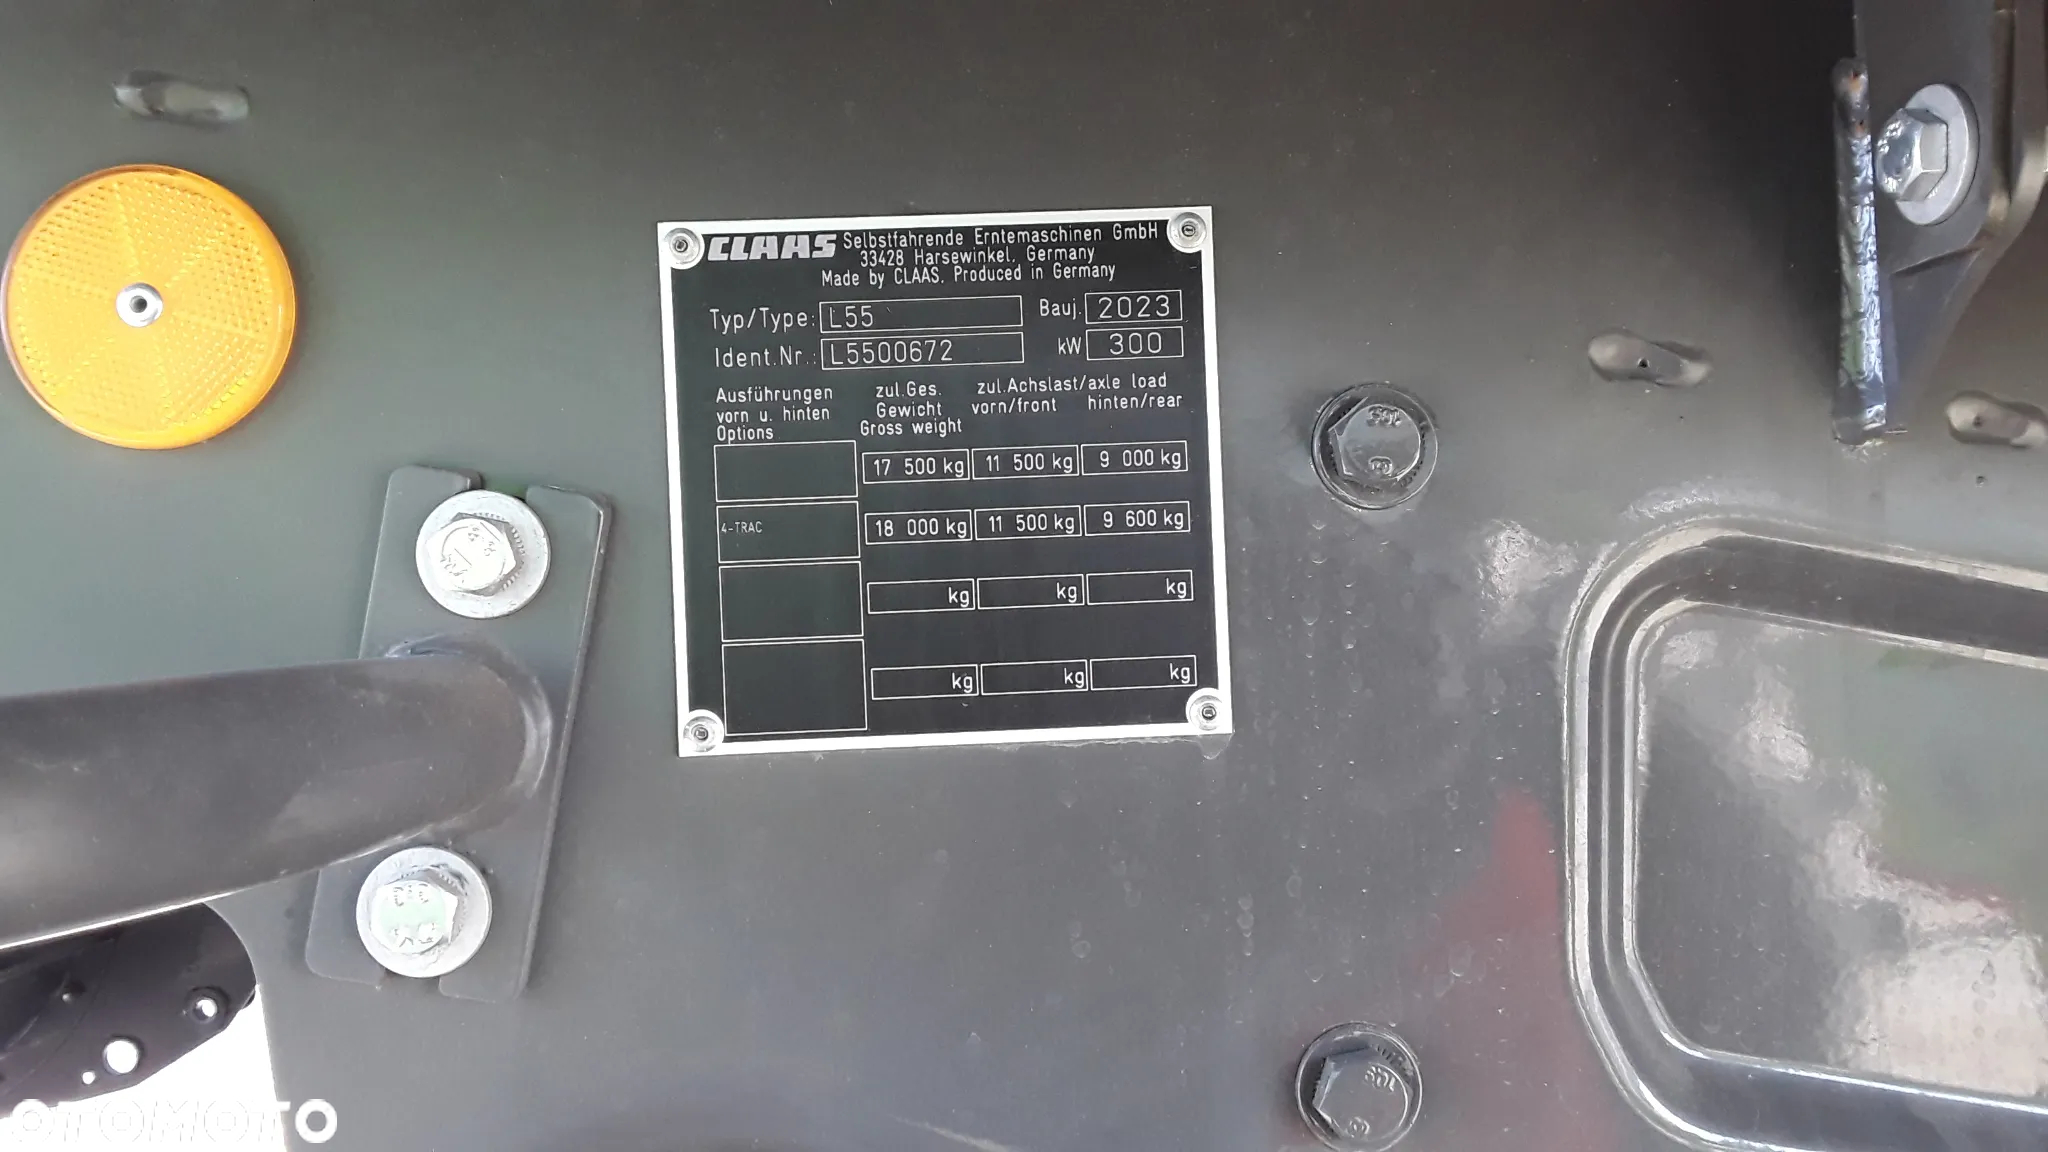 CLAAS Selbstfahrende Erntemaschinen GmbH
33428 Harsewinkel, Germany
Made by CLAAS. Produced in Germany
Typ/Type: L55 Bauj. 2023
Ident.Nr.: L5500672 kW 300
Ausführungen zul.Ges. zul.Achslast/axle load
vorn u. hinten Gewicht vorn/front hinten/rear
Options Gross weight
17 500 kg 11 500 kg 9 000 kg
4-TRAC 18 000 kg 11 500 kg 9 600 kg
kg kg kg
kg kg kg
OTOMOTO